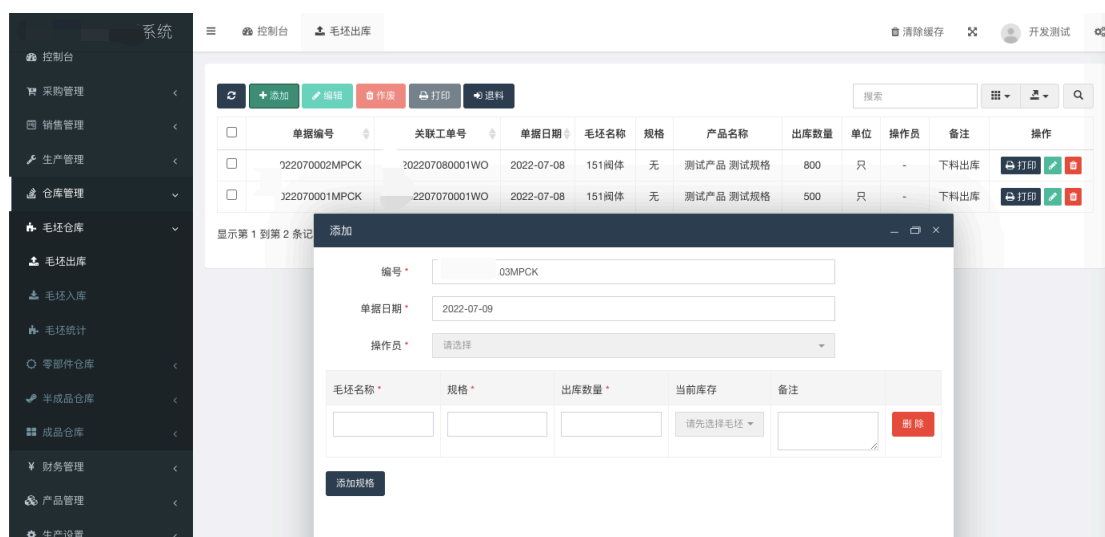 系统
控制台 毛坯出库 清除缓存 开发测试
控制台
采购管理
销售管理
生产管理
仓库管理
毛坯仓库
毛坯出库
毛坯入库
毛坯统计
零部件仓库
半成品仓库
成品仓库
财务管理
产品管理
生产设置
添加 编辑 作废 打印 退料 搜索
单据编号 关联工单号 单据日期 毛坯名称 规格 产品名称 出库数量 单位 操作员 备注 操作
022070002MPCK 202207080001WO 2022-07-08 151阀体 无 测试产品 测试规格 800 只 - 下料出库 打印
022070001MPCK 2207070001WO 2022-07-08 151阀体 无 测试产品 测试规格 500 只 - 下料出库 打印
显示第 1 到第 2 条记
添加
编号 * 03MPCK
单据日期 * 2022-07-09
操作员 * 请选择
毛坯名称 * 规格 * 出库数量 * 当前库存 备注
请先选择毛坯 删 除
添加规格